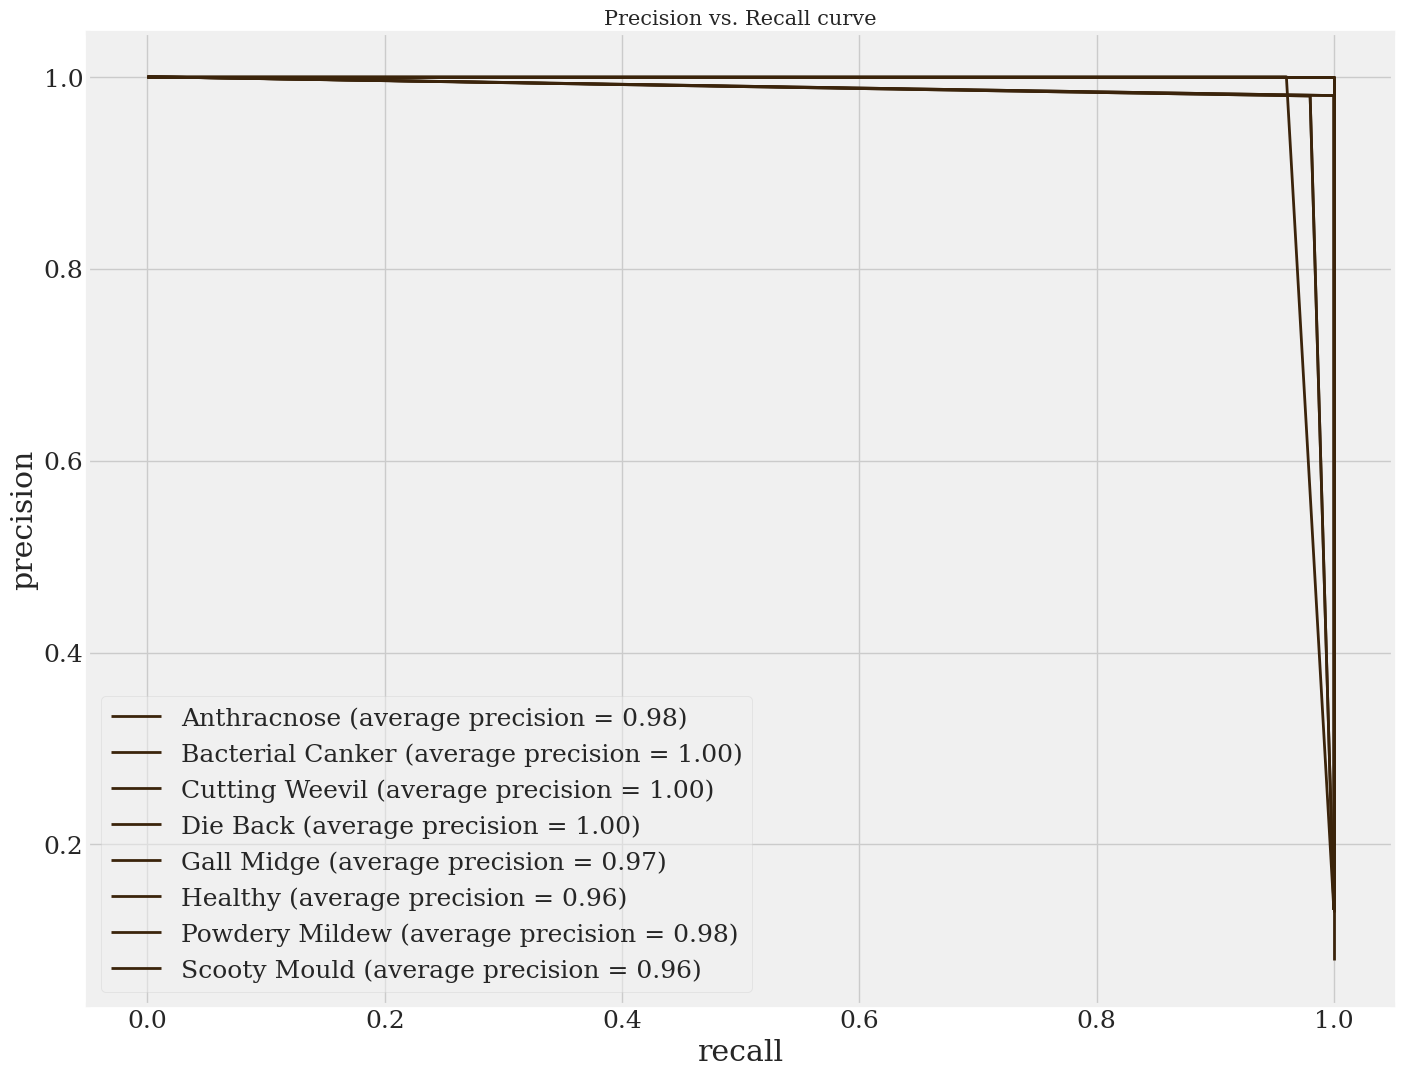 Precision vs. Recall curve
1.0
0.8
0.6
0.4
0.2
precision
Anthracnose (average precision = 0.98)
Bacterial Canker (average precision = 1.00)
Cutting Weevil (average precision = 1.00)
Die Back (average precision = 1.00)
Gall Midge (average precision = 0.97)
Healthy (average precision = 0.96)
Powdery Mildew (average precision = 0.98)
Scooty Mould (average precision = 0.96)
0.0 0.2 0.4 0.6 0.8 1.0
recall